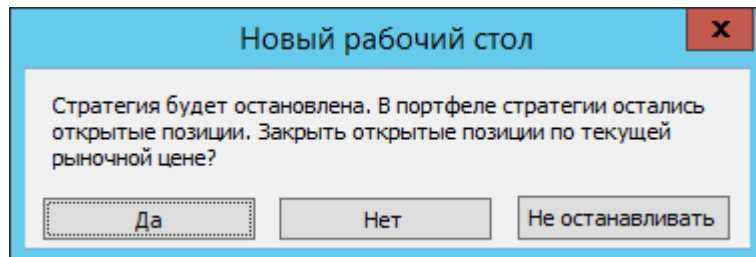 Новый рабочий стол
x
Стратегия будет остановлена. В портфеле стратегии остались
открытые позиции. Закрыть открытые позиции по текущей
рыночной цене?
Да
Нет
Не останавливать